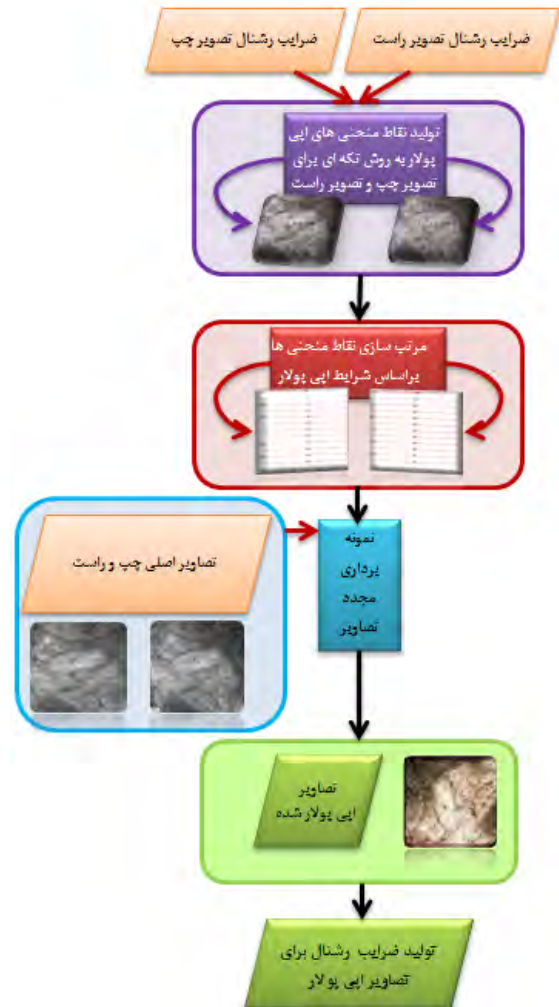 ضرایب رشنال تصویر راست
ضرایب رشنال تصویر چپ
تولید نقاط منحنی های اپی
پولار به روش تکه ای برای
تصویر چپ و تصویر راست
مرتب سازی نقاط منحنی ها
براساس شرایط اپی پولار
تصاویر اصلی چپ و راست
نمونه
برداری
مجدد
تصاویر
تصاویر
اپی پولار شده
تولید ضرایب رشنال برای
تصاویر اپی پولار